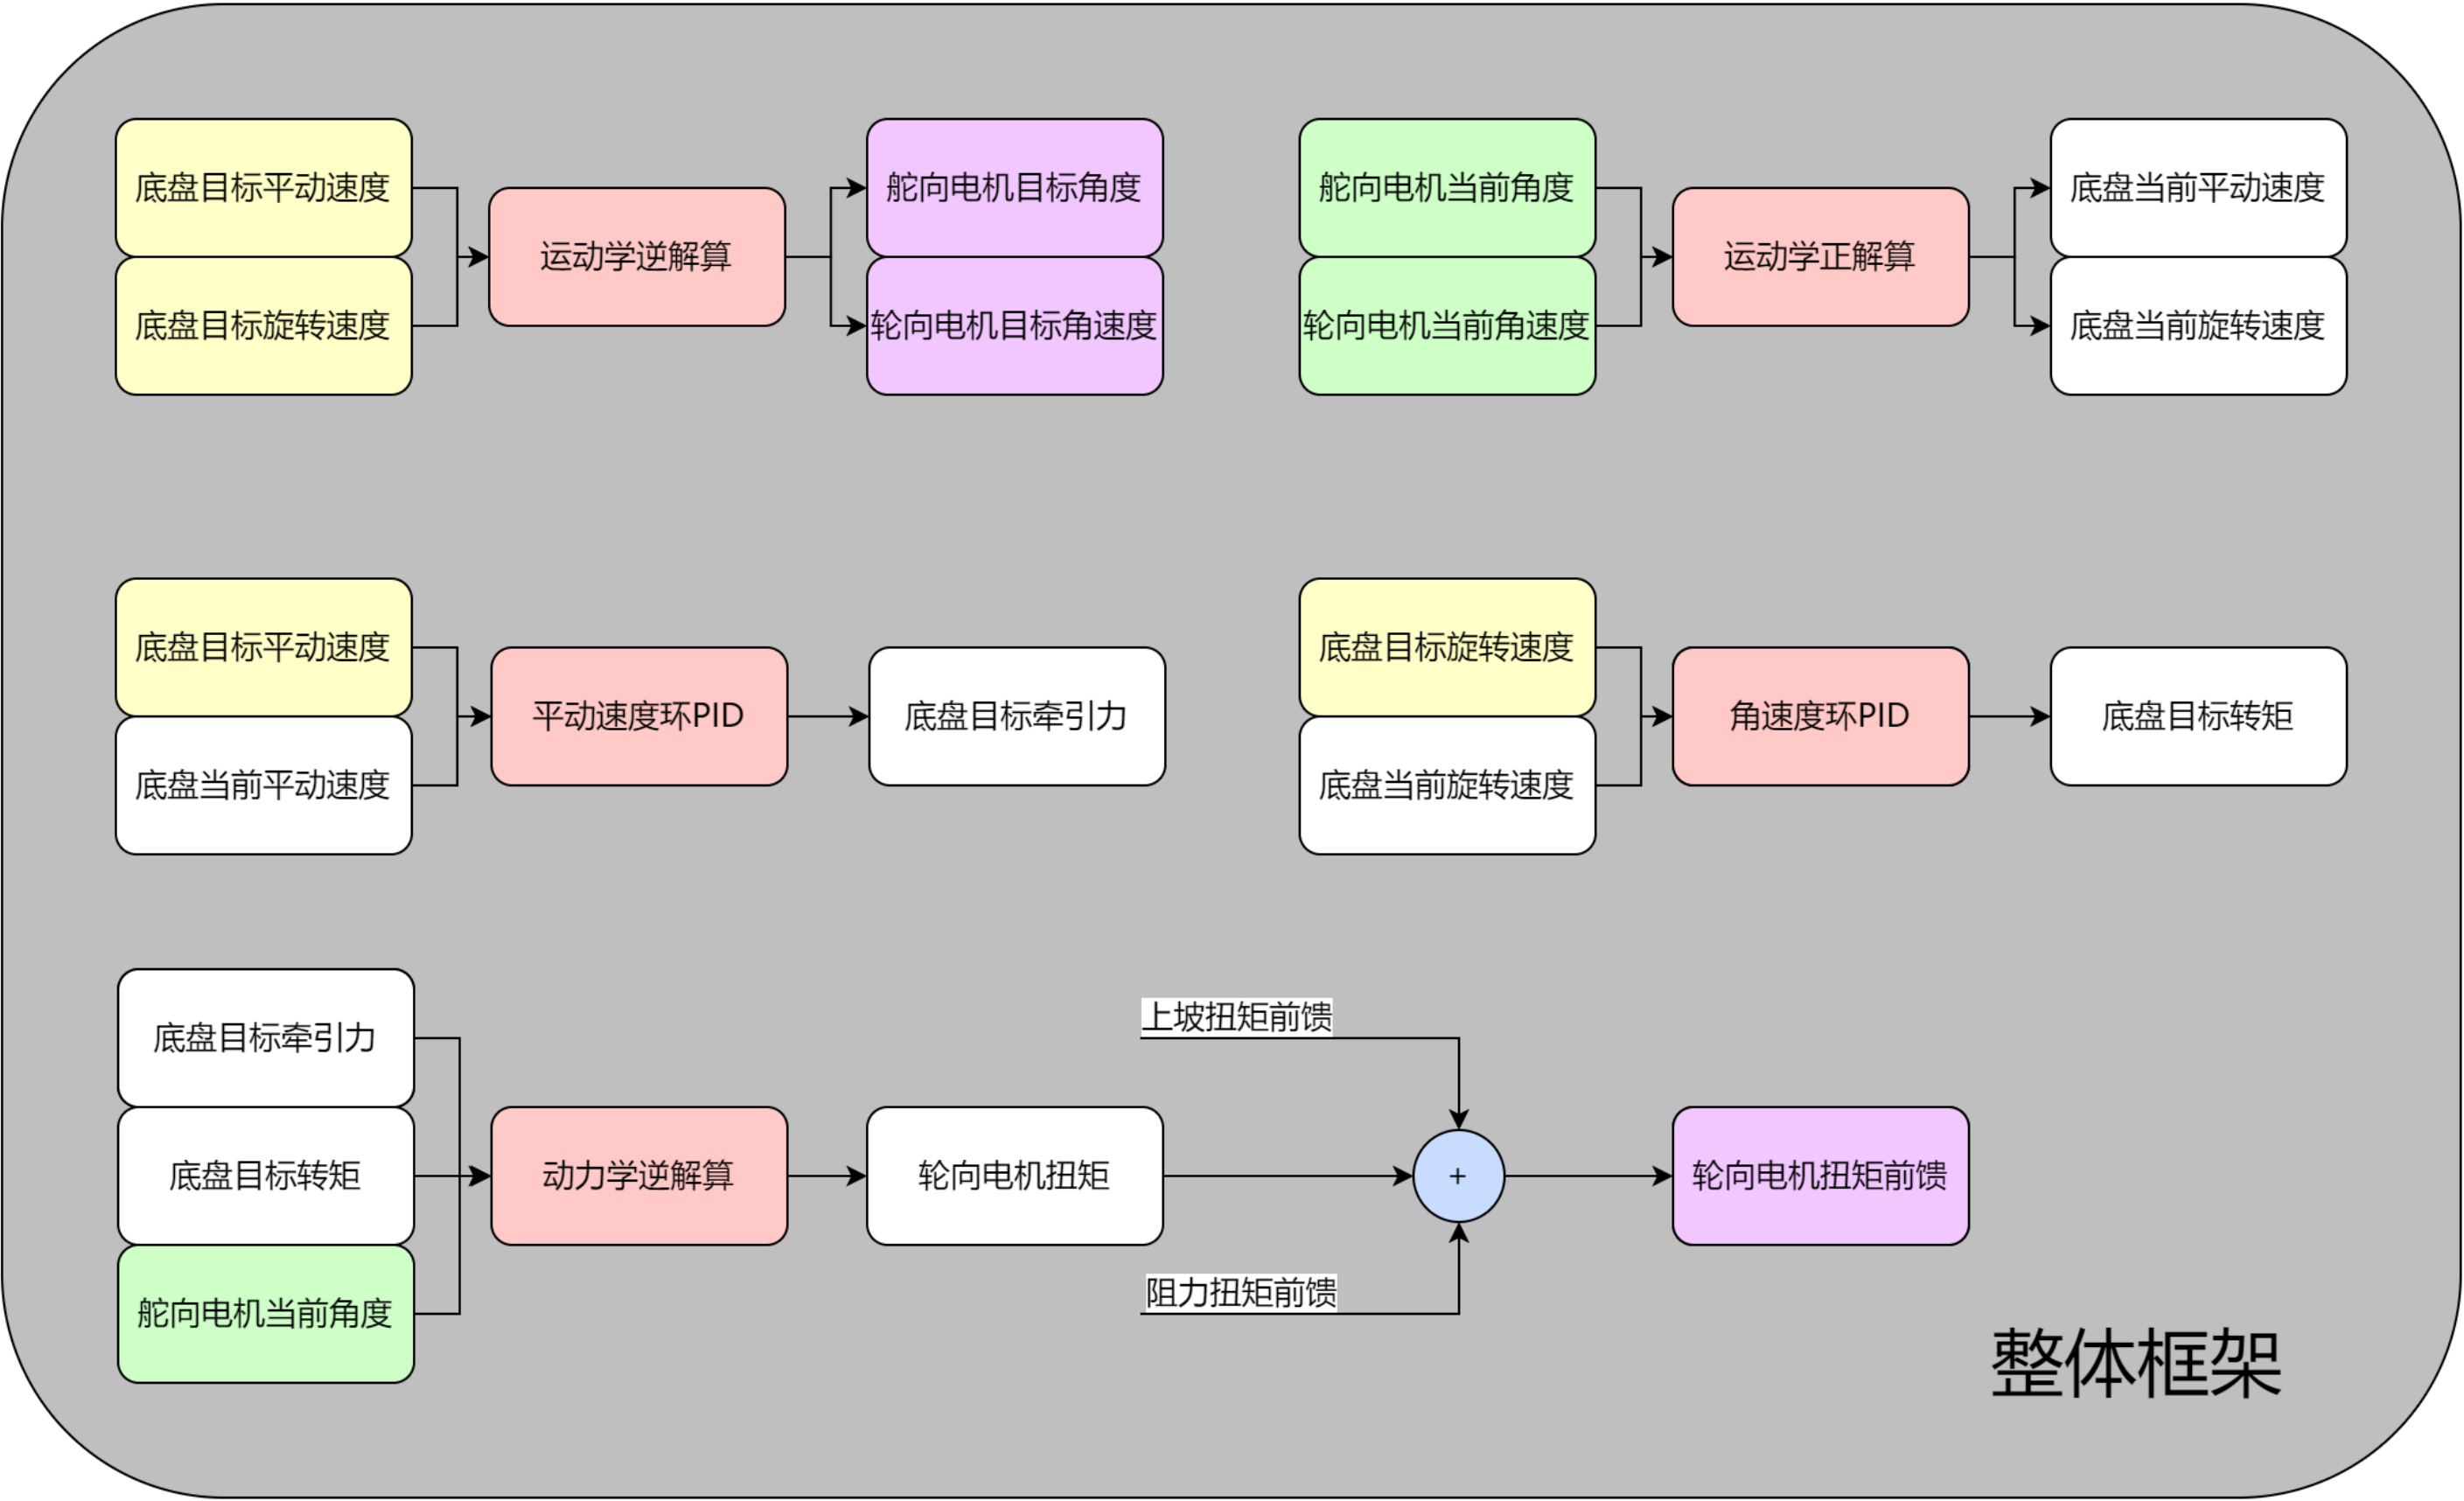 底盘目标平动速度
底盘目标旋转速度
运动学逆解算
舵向电机目标角度
轮向电机目标角速度
舵向电机当前角度
轮向电机当前角速度
运动学正解算
底盘当前平动速度
底盘当前旋转速度
底盘目标平动速度
底盘当前平动速度
平动速度环PID
底盘目标牵引力
底盘目标旋转速度
底盘当前旋转速度
角速度环PID
底盘目标转矩
底盘目标牵引力
底盘目标转矩
舵向电机当前角度
动力学逆解算
轮向电机扭矩
上坡扭矩前馈
+
阻力扭矩前馈
轮向电机扭矩前馈
整体框架